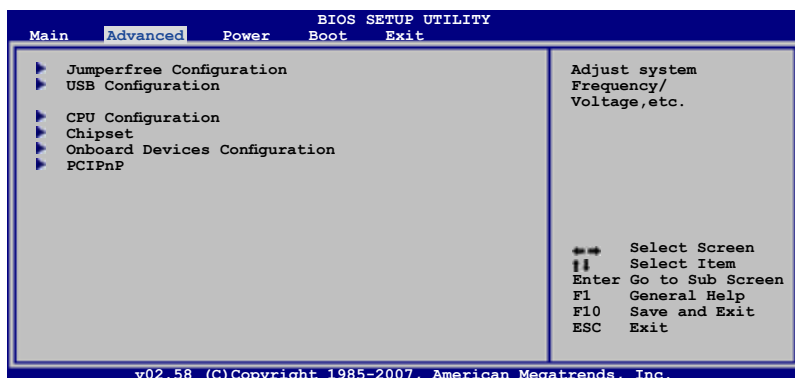 BIOS SETUP UTILITY
Main Advanced Power Boot Exit
Jumperfree Configuration
USB Configuration
CPU Configuration
Chipset
Onboard Devices Configuration
PCIPnP
Adjust system
Frequency/
Voltage,etc.
Select Screen
Select Item
Enter Go to Sub Screen
F1 General Help
F10 Save and Exit
ESC Exit
v02.58 (C)Copyright 1985-2007, American Megatrends, Inc.